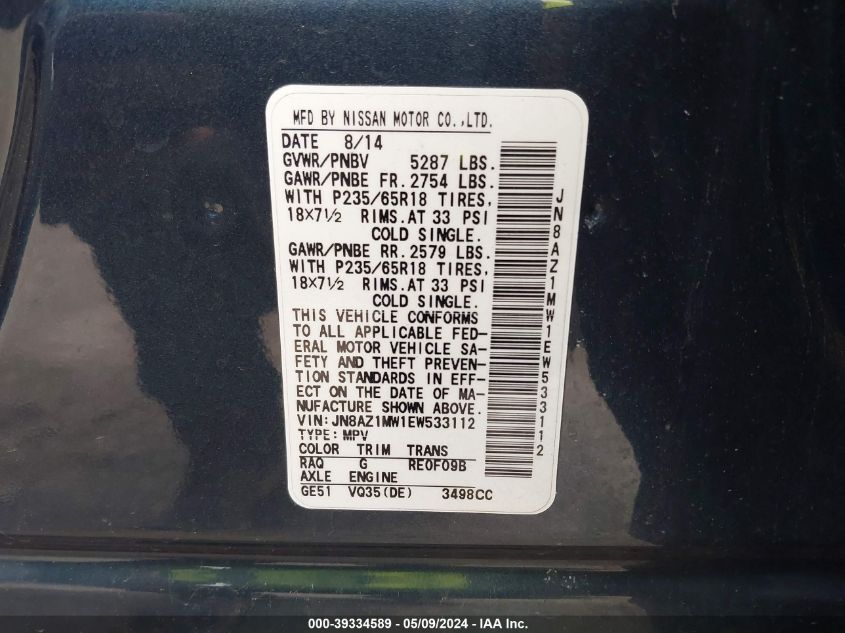 MFD BY NISSAN MOTOR CO.,LTD.
DATE 8/14
GVWR/PNBV 5287 LBS.
GAWR/PNBE FR. 2754 LBS.
WITH P235/65R18 TIRES,
18×7½ RIMS. AT 33 PSI
COLD SINGLE.
GAWR/PNBE RR. 2579 LBS.
WITH P235/65R18 TIRES,
18×7½ RIMS. AT 33 PSI
COLD SINGLE.
THIS VEHICLE CONFORMS
TO ALL APPLICABLE FED-
ERAL MOTOR VEHICLE SA-
FETY AND THEFT PREVEN-
TION STANDARDS IN EFF-
ECT ON THE DATE OF MA-
NUFACTURE SHOWN ABOVE.
VIN: JN8AZ1MW1EW533112
TYPE: MPV
COLOR TRIM TRANS
RAQ G RE0F09B
AXLE ENGINE
GE51 VQ35(DE) 3498CC
JN8AZ1MW1EW533112
000-39334589 - 05/09/2024 - IAA, Inc.